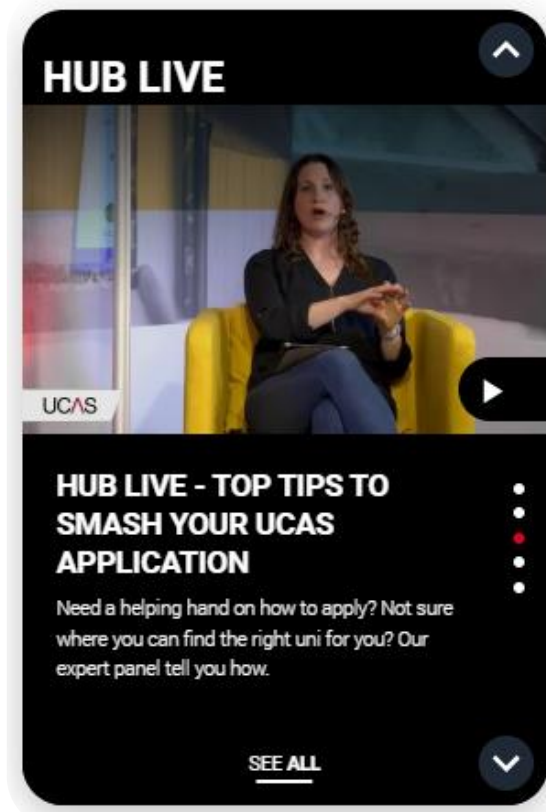 HUB LIVE
UCAS
HUB LIVE - TOP TIPS TO
SMASH YOUR UCAS
APPLICATION
Need a helping hand on how to apply? Not sure
where you can find the right uni for you? Our
expert panel tell you how.
SEE ALL